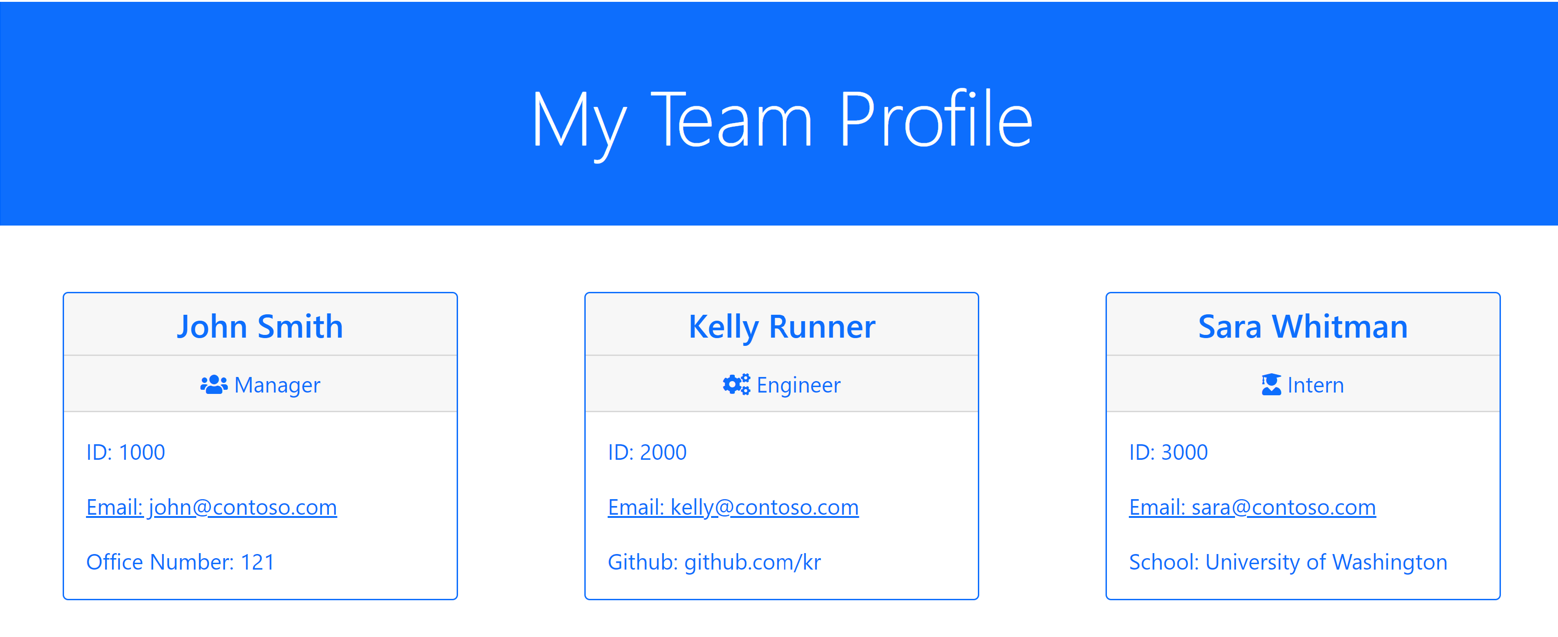 My Team Profile
John Smith
Manager
ID: 1000
Email: john@contoso.com
Office Number: 121
Kelly Runner
Engineer
ID: 2000
Email: kelly@contoso.com
Github: github.com/kr
Sara Whitman
Intern
ID: 3000
Email: sara@contoso.com
School: University of Washington